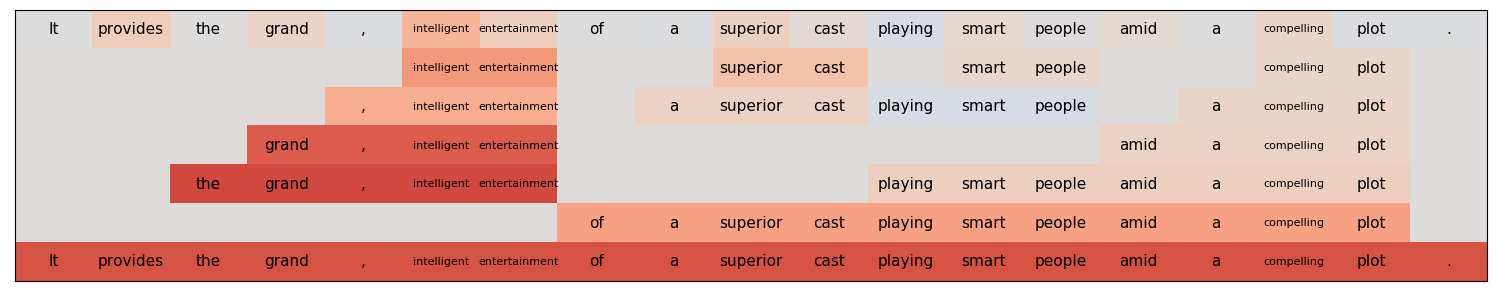 It provides the grand , intelligent entertainment of a superior cast playing smart people amid a compelling plot .
intelligent entertainment superior cast smart people compelling plot
, intelligent entertainment a superior cast playing smart people a compelling plot
grand , intelligent entertainment amid a compelling plot
the grand , intelligent entertainment playing smart people amid a compelling plot
of a superior cast playing smart people amid a compelling plot
It provides the grand , intelligent entertainment of a superior cast playing smart people amid a compelling plot .